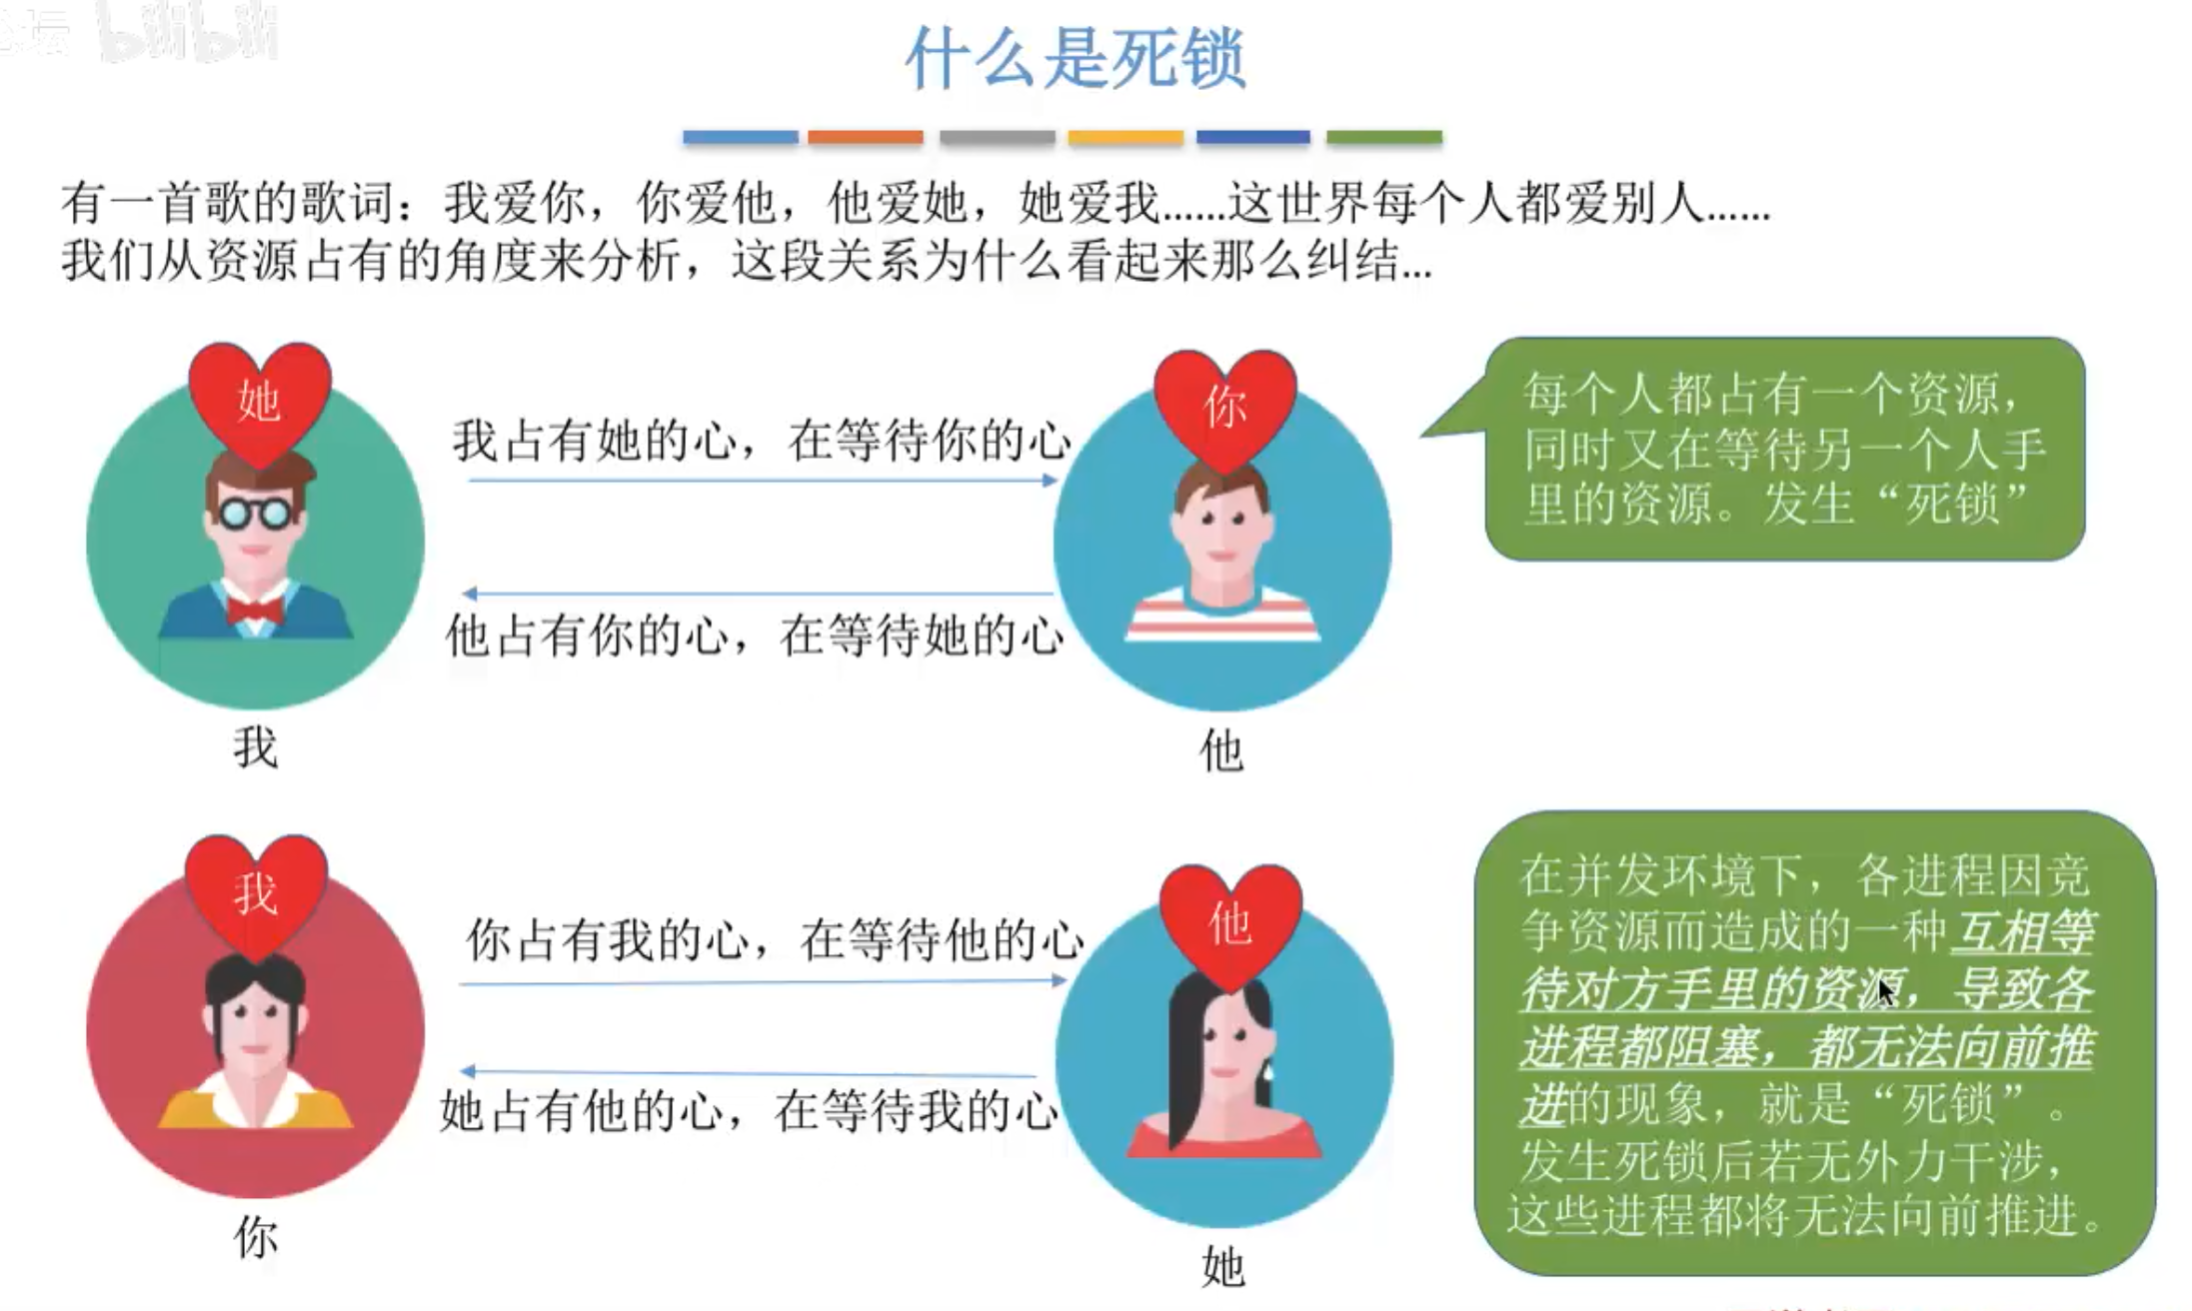 bilibili
什么是死锁
有一首歌的歌词：我爱你，你爱他，他爱她，她爱我……这世界每个人都爱别人……
我们从资源占有的角度来分析，这段关系为什么看起来那么纠结...
她
你
我占有她的心，在等待你的心
他占有你的心，在等待她的心
每个人都占有一个资源，
同时又在等待另一个人手
里的资源。发生“死锁”
我
他
我
他
你占有我的心，在等待他的心
她占有他的心，在等待我的心
在并发环境下，各进程因竞
争资源而造成的一种互相等
待对方手里的资源，导致各
进程都阻塞，都无法向前推
进的现象，就是“死锁”。
发生死锁后若无外力干涉，
这些进程都将无法向前推进。
你
她